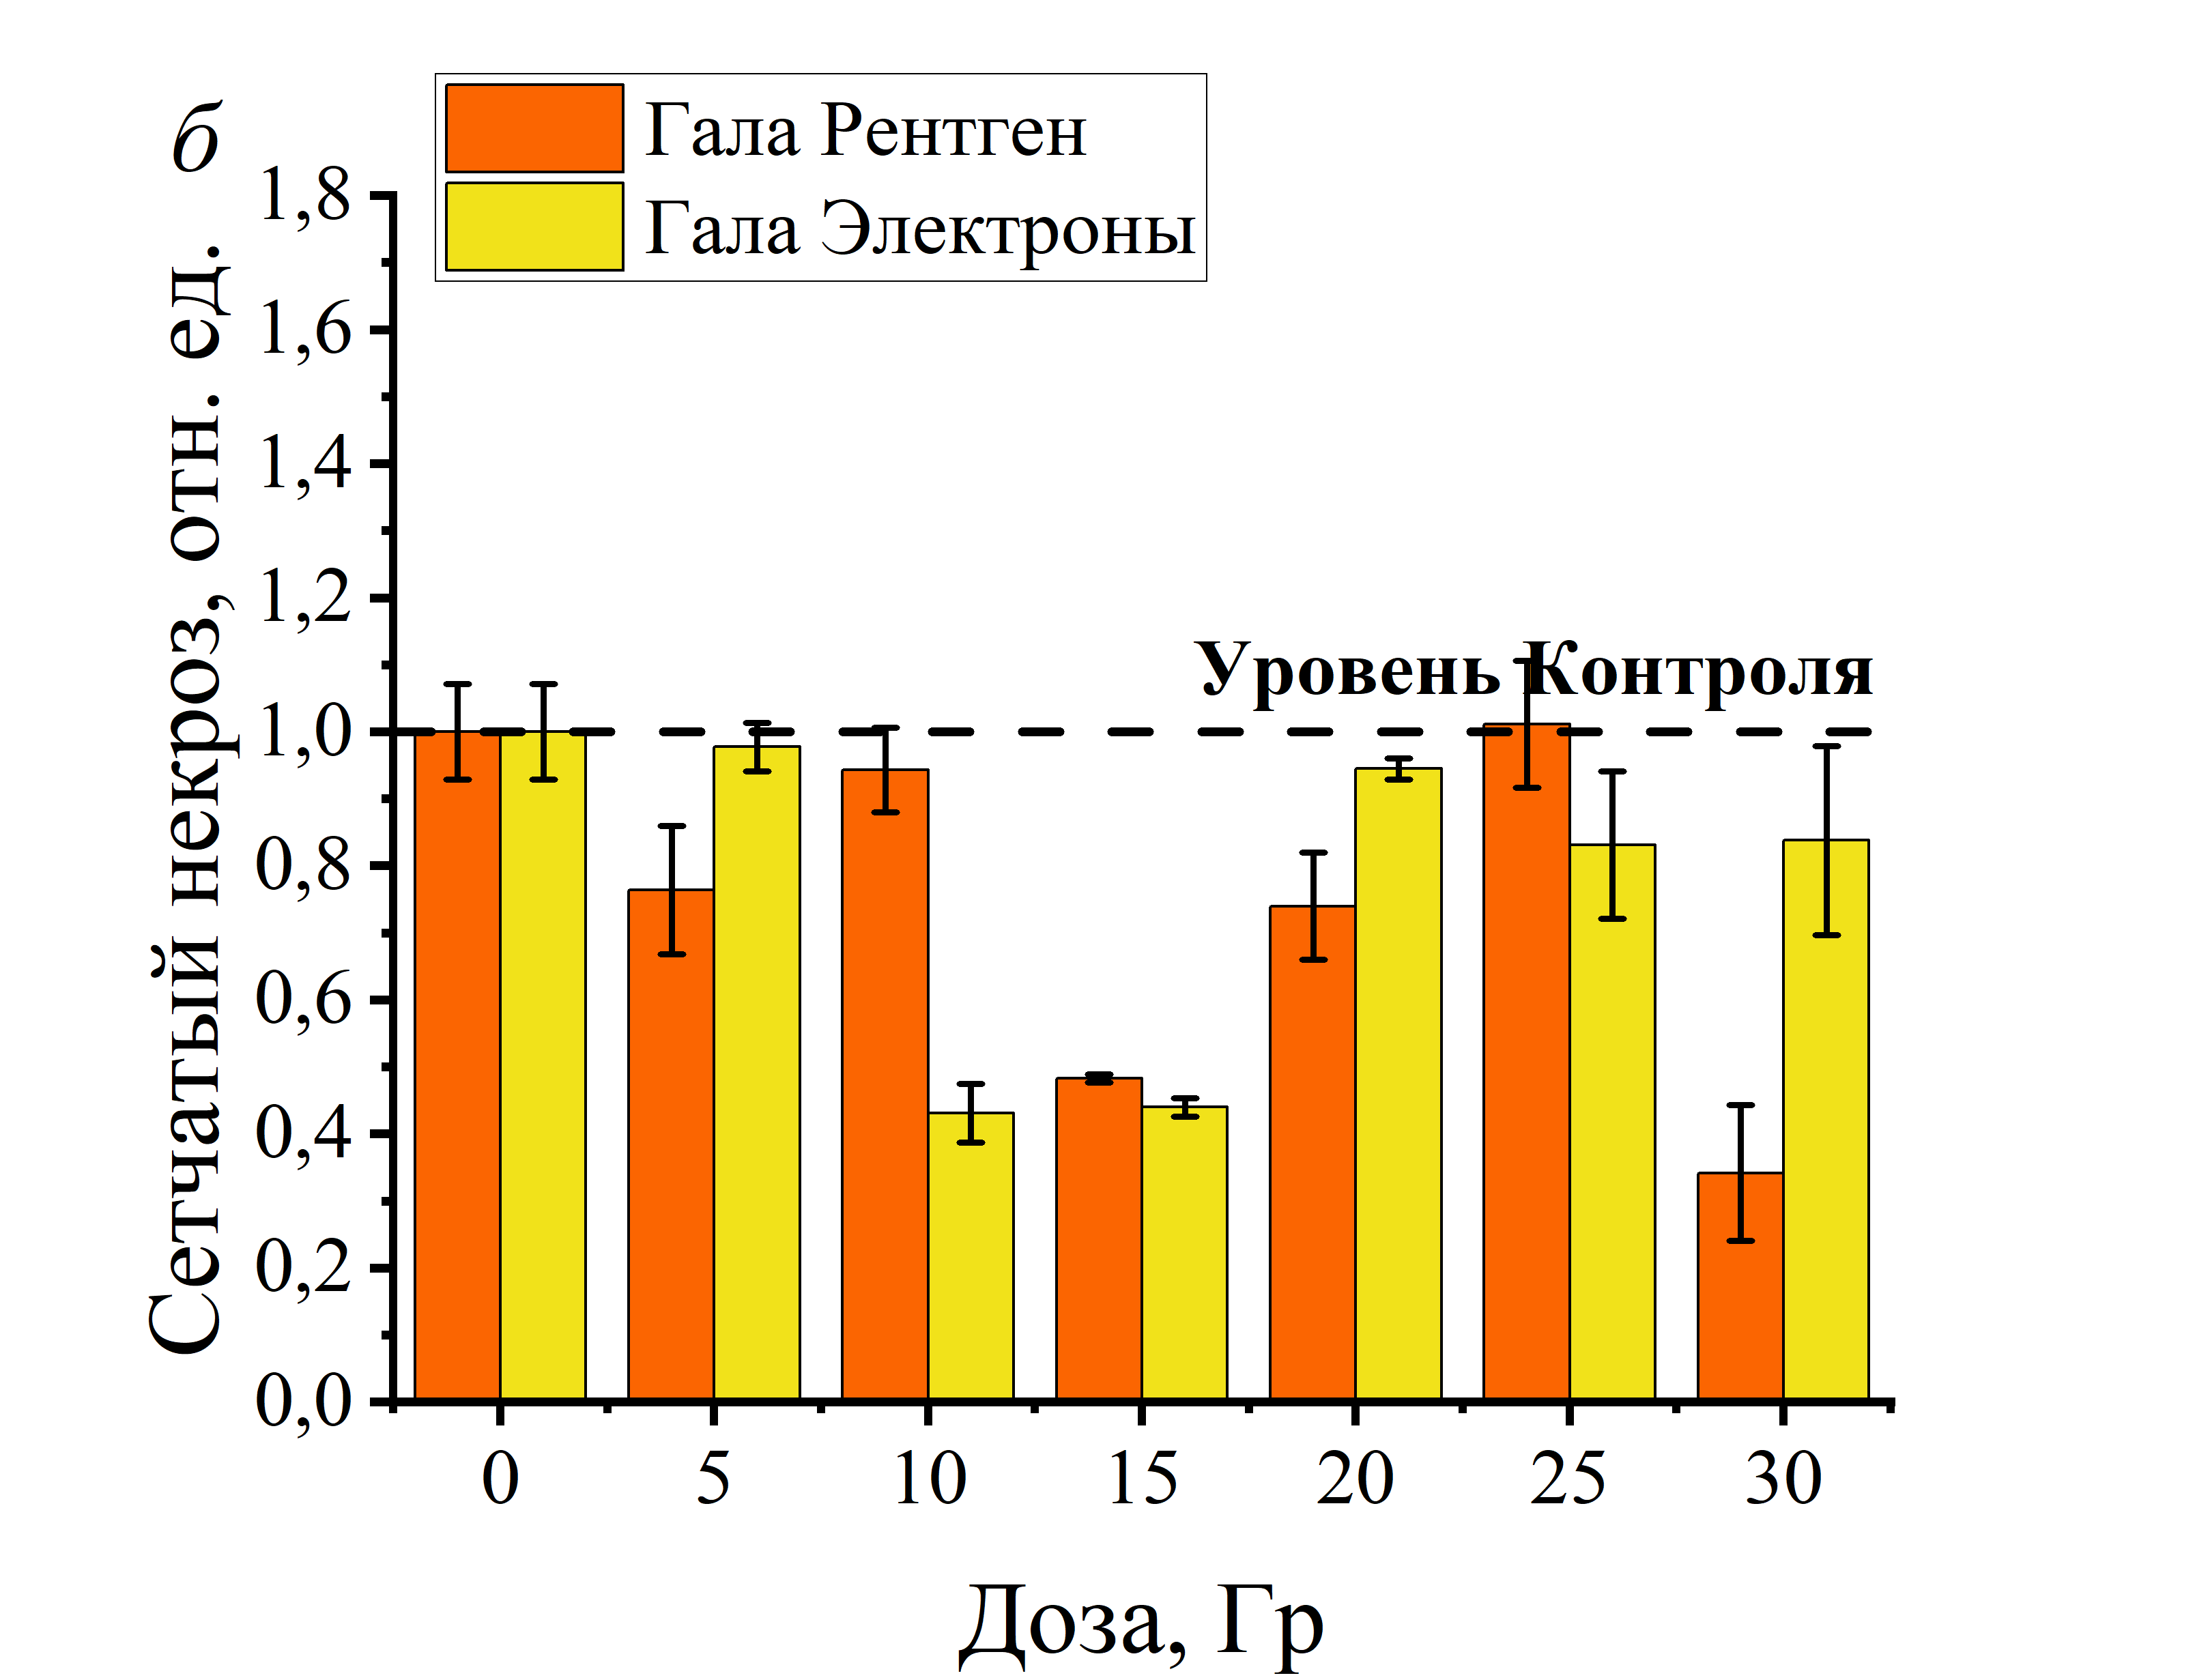 б
Гала Рентген
Гала Электроны
Сетчатый некроз, отн. ед.
1,8
1,6
1,4
1,2
1,0
0,8
0,6
0,4
0,2
0,0
Уровень Контроля
0 5 10 15 20 25 30
Доза, Гр